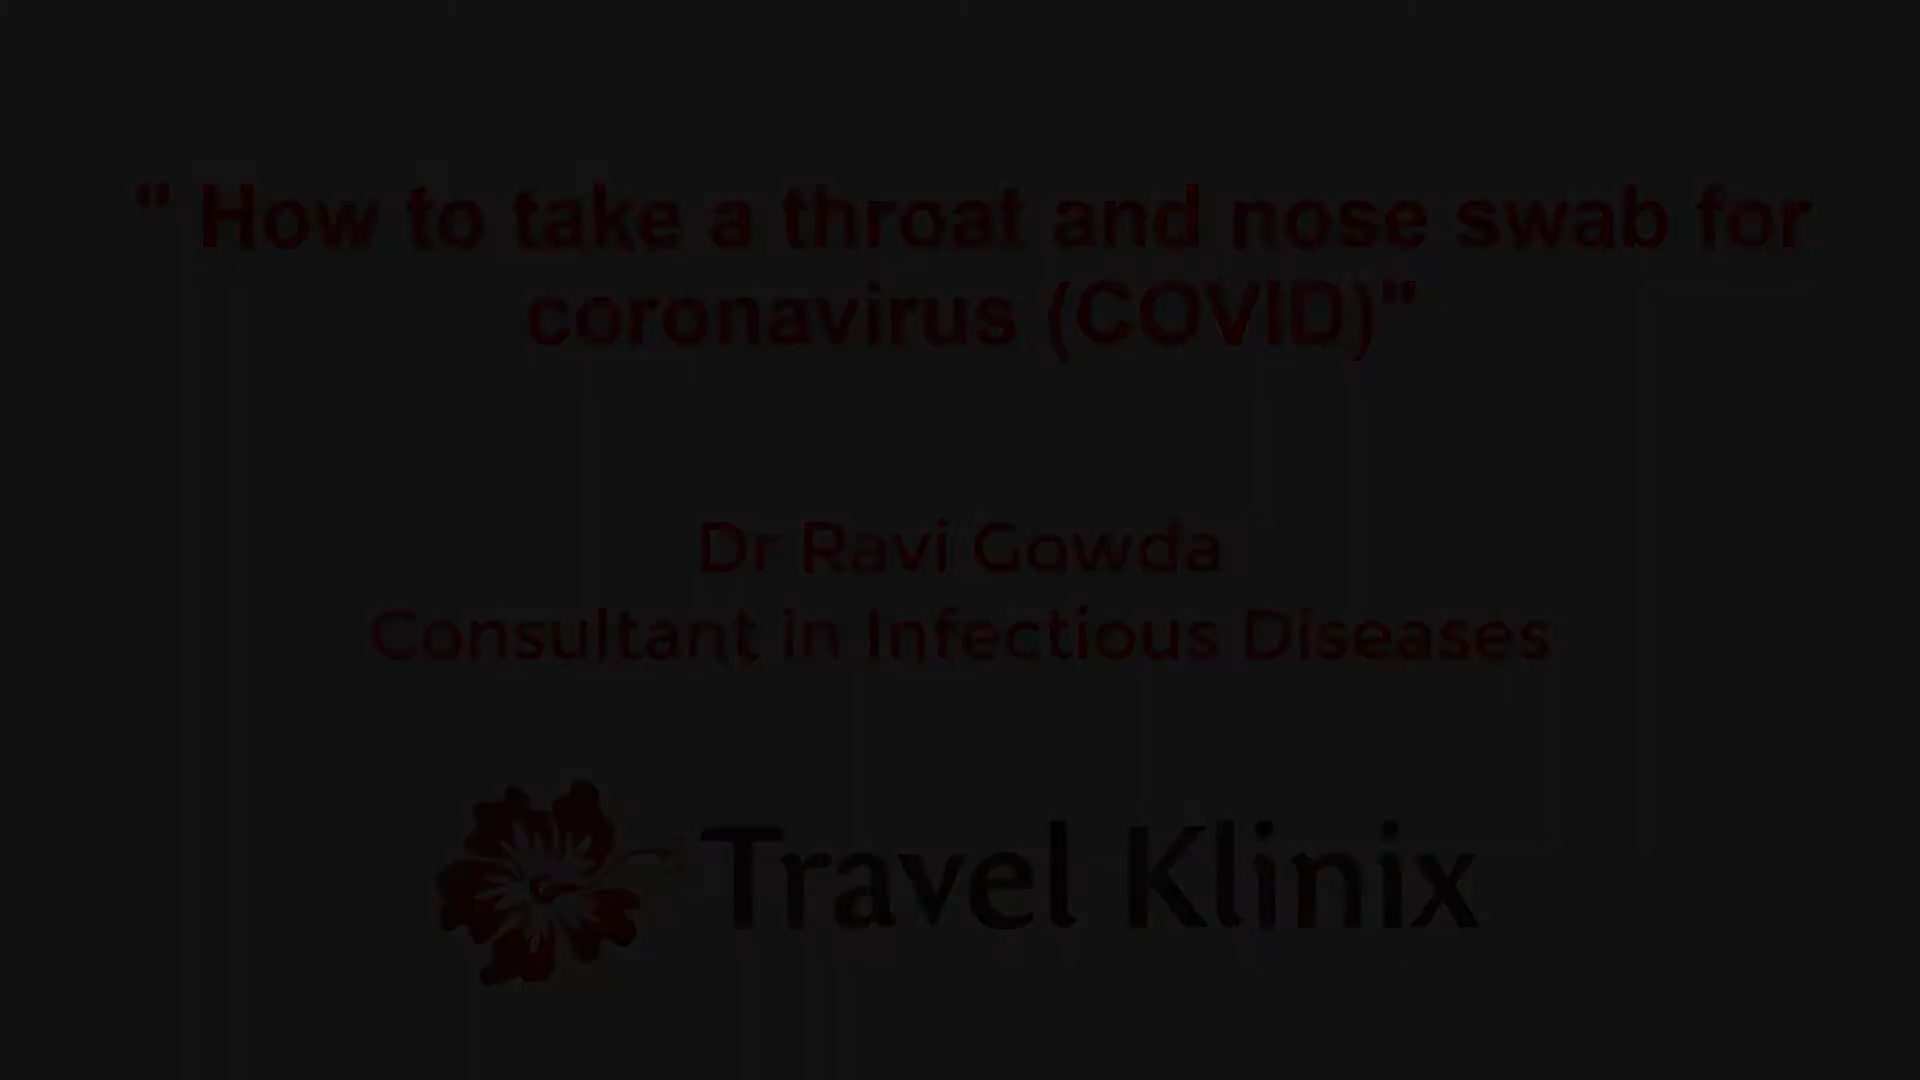 " How to take a throat and nose swab for
coronavirus (COVID)"
Dr Ravi Gowda
Consultant in Infectious Diseases
Travel Klinix